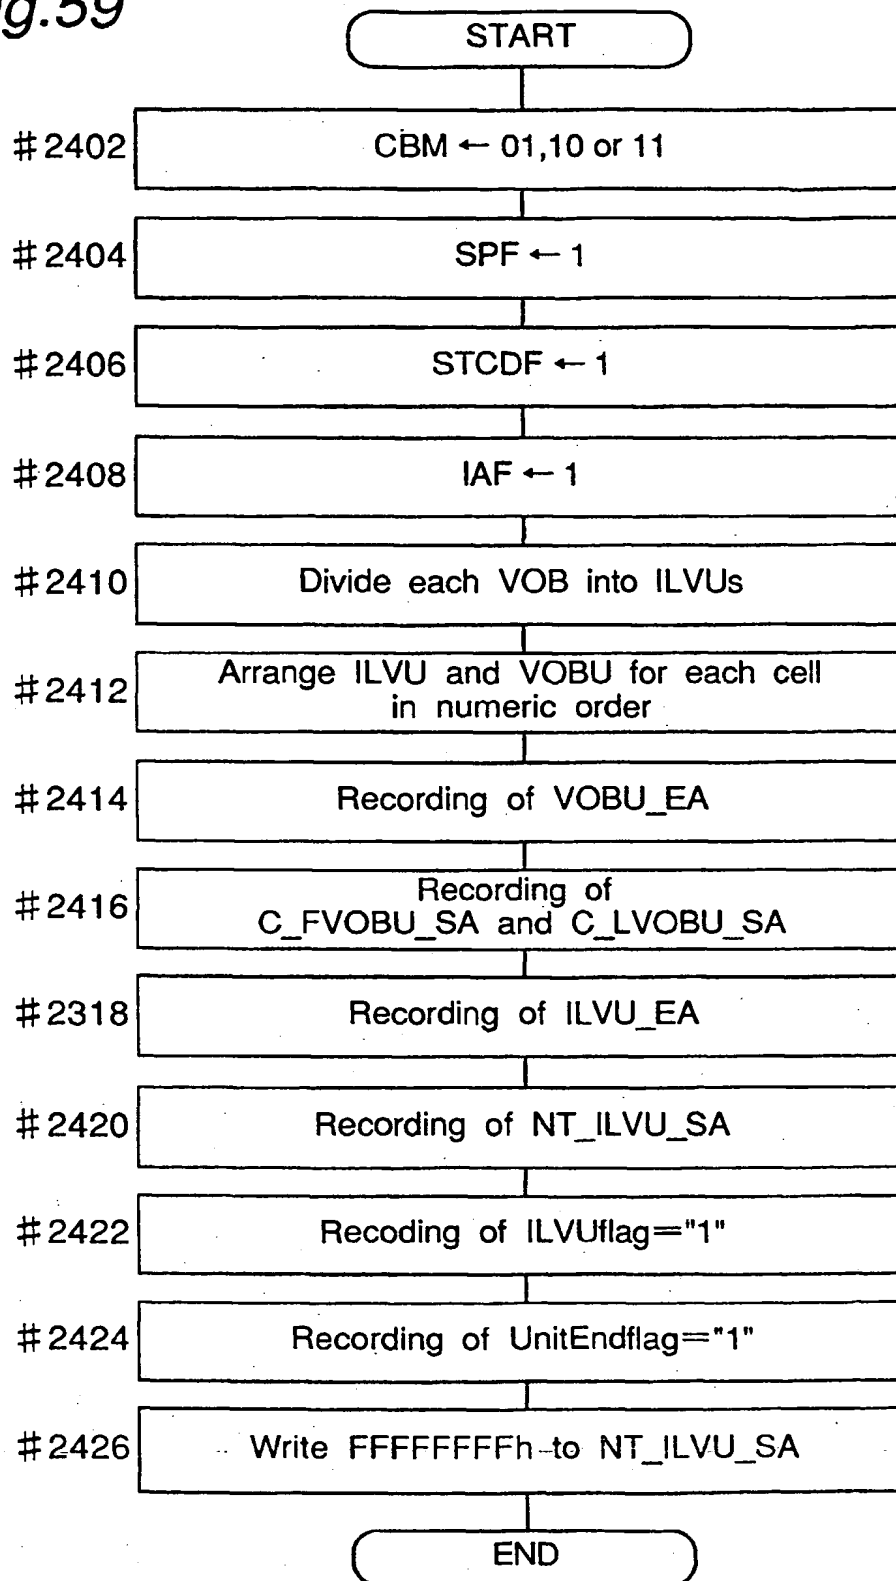 g.59
START
#2402 CBM ← 01,10 or 11
#2404 SPF ← 1
#2406 STCDF ← 1
#2408 IAF ← 1
#2410 Divide each VOB into ILVUs
#2412 Arrange ILVU and VOBU for each cell
in numeric order
#2414 Recording of VOBU_EA
#2416 Recording of
C_FVOBU_SA and C_LVOBU_SA
#2318 Recording of ILVU_EA
#2420 Recording of NT_ILVU_SA
#2422 Recoding of ILVUflag="1"
#2424 Recording of UnitEndflag="1"
#2426 Write FFFFFFFFh to NT_ILVU_SA
END